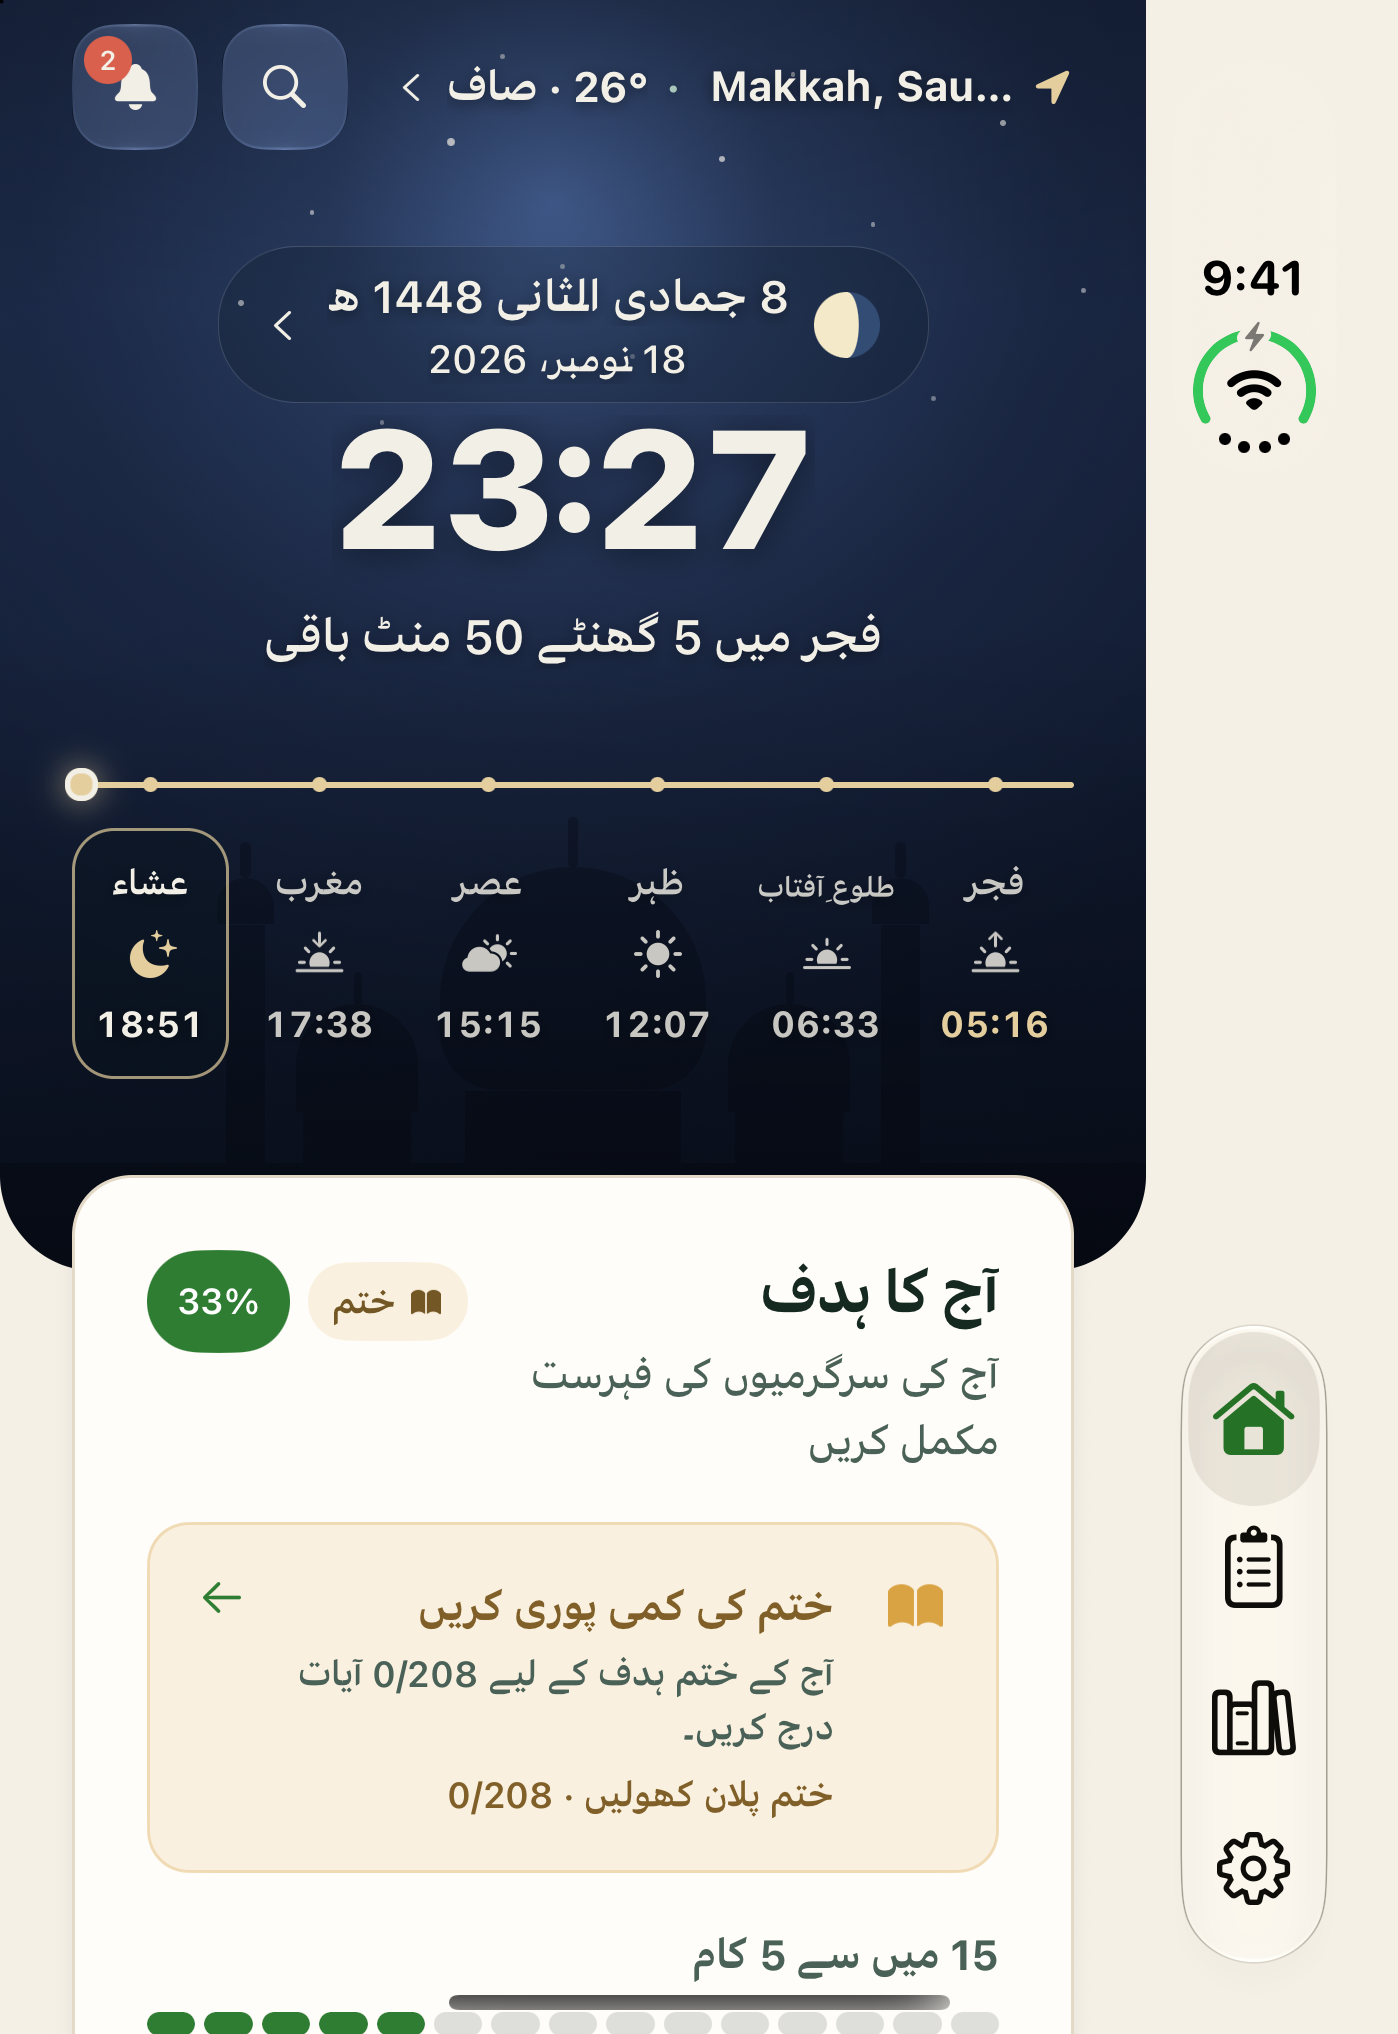 Makkah, Sau... • 26° · صاف
2
9:41
8 جمادی الثانی 1448 ھ
18 نومبر، 2026
23:27
فجر میں 5 گھنٹے 50 منٹ باقی
فجر طلوعِ آفتاب ظہر عصر مغرب عشاء
05:16 06:33 12:07 15:15 17:38 18:51
آج کا ہدف
ختم
33%
آج کی سرگرمیوں کی فہرست
مکمل کریں
ختم کی کمی پوری کریں
آج کے ختم ہدف کے لیے 0/208 آیات
درج کریں۔
ختم پلان کھولیں · 0/208
15 میں سے 5 کام